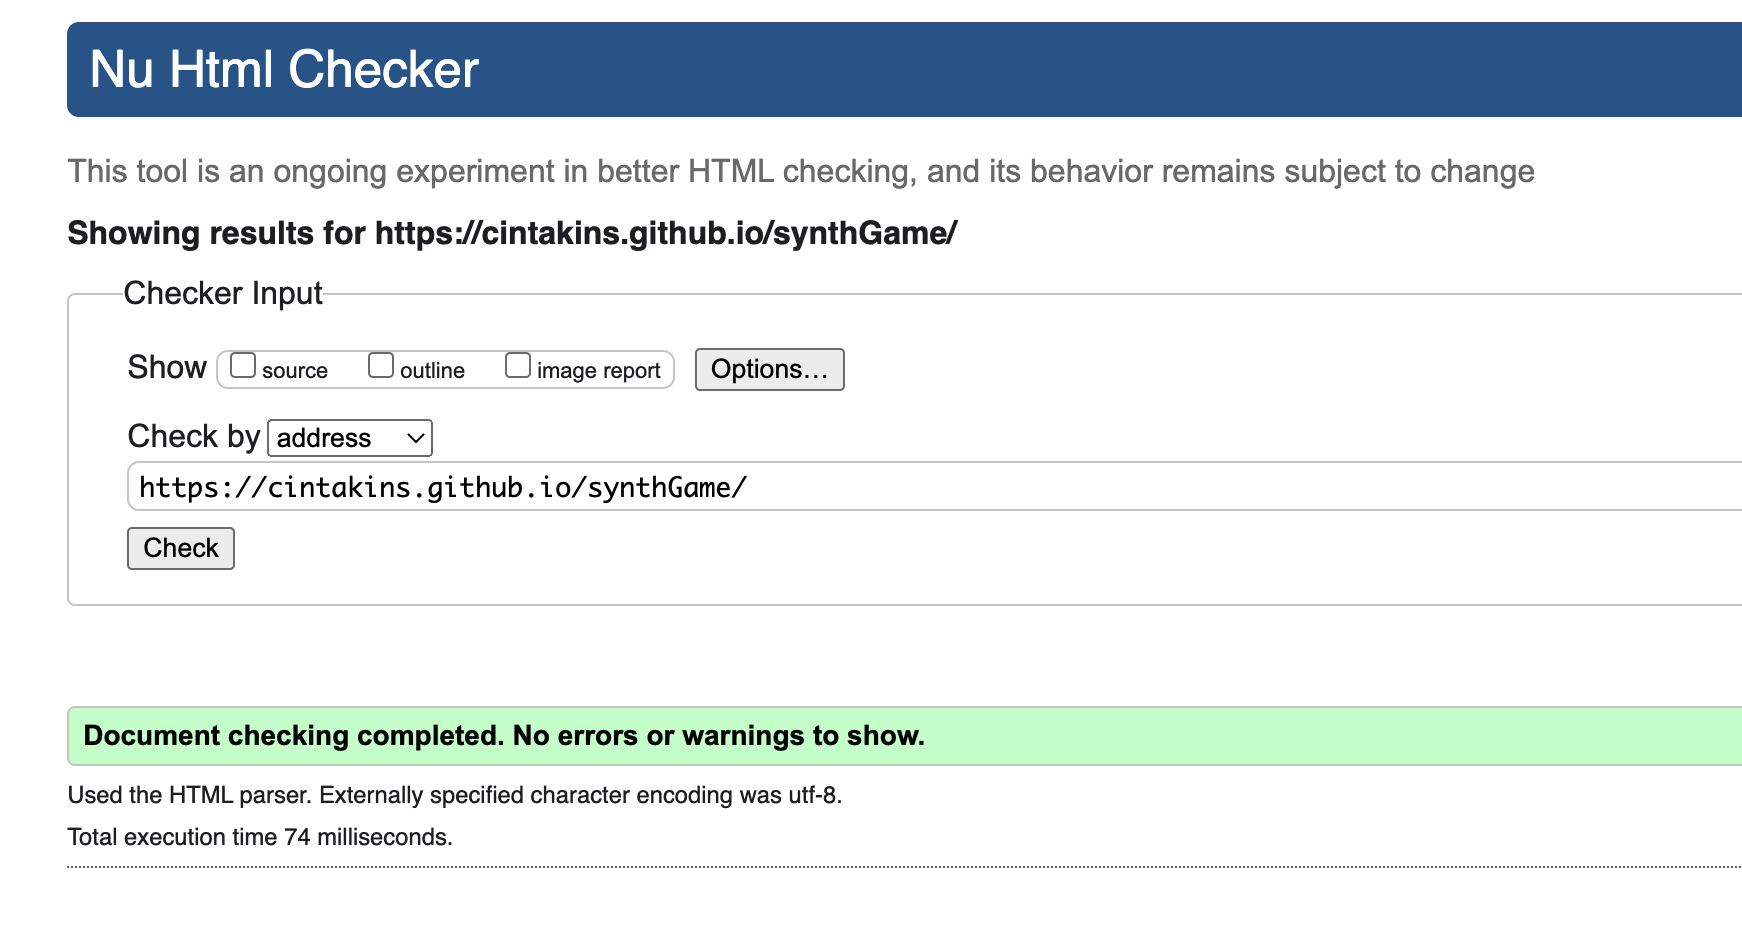 Nu Html Checker
This tool is an ongoing experiment in better HTML checking, and its behavior remains subject to change
Showing results for https://cintakins.github.io/synthGame/
Checker Input
Show source outline image report Options…
Check by address
https://cintakins.github.io/synthGame/
Check
Document checking completed. No errors or warnings to show.
Used the HTML parser. Externally specified character encoding was utf-8.
Total execution time 74 milliseconds.